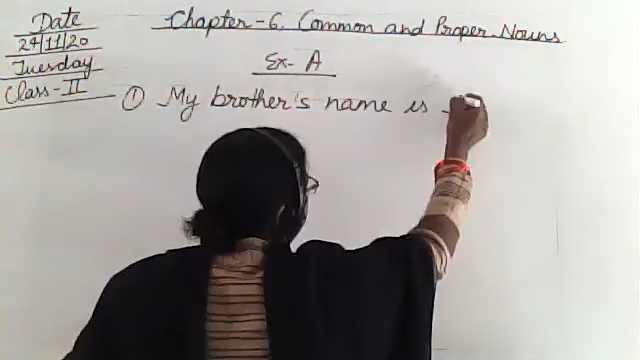 Date
24/11/20
Tuesday
Class-II
Chapter-6. Common and Proper Nouns
Ex- A
① My brother's name is